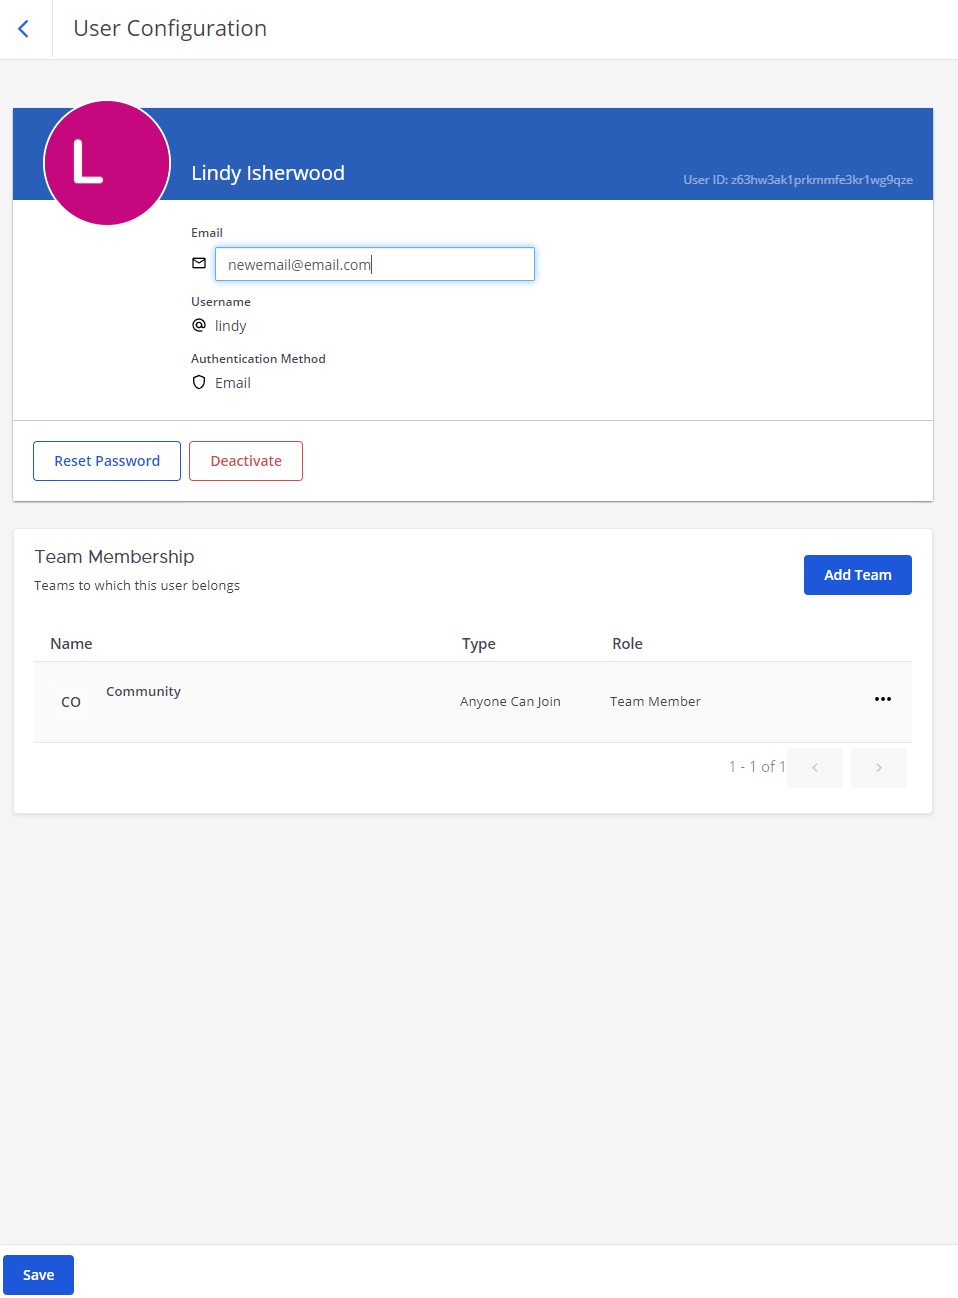 User Configuration
L
Lindy Isherwood
User ID: z63hw3ak1prkmmfe3kr1wg9qze
Email
newemail@email.com
Username
lindy
Authentication Method
Email
Reset Password Deactivate
Team Membership
Teams to which this user belongs
Add Team
Name Type Role
CO Community Anyone Can Join Team Member
1 - 1 of 1
Save